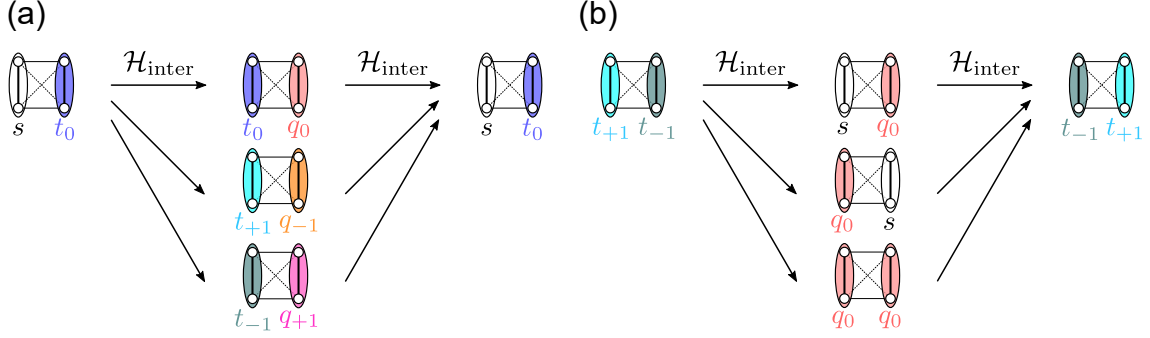 (a) (b)
ℋ_inter ℋ_inter ℋ_inter ℋ_inter
s t_0 t_0 q_0 s t_0 t_{+1} t_{-1} s q_0 t_{-1} t_{+1}
t_{+1} q_{-1} q_0 s
t_{-1} q_{+1} q_0 q_0